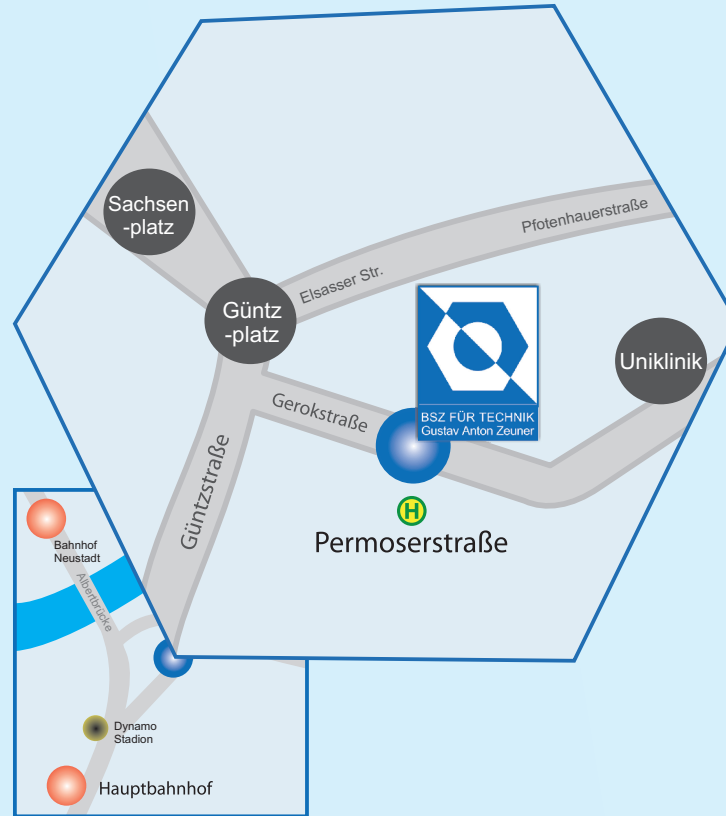 Sachsen
-platz
Pfotenhauerstraße
Elsasser Str.
Güntz
-platz
Uniklinik
Gerokstraße
BSZ FÜR TECHNIK
Gustav Anton Zeuner
Güntzstraße
H
Permoserstraße
Bahnhof
Neustadt
Albertbrücke
Dynamo
Stadion
Hauptbahnhof